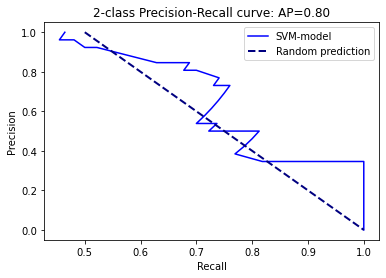 2-class Precision-Recall curve: AP=0.80
SVM-model
Random prediction
Precision
1.0
0.8
0.6
0.4
0.2
0.0
0.5
0.6
0.7
0.8
0.9
1.0
Recall